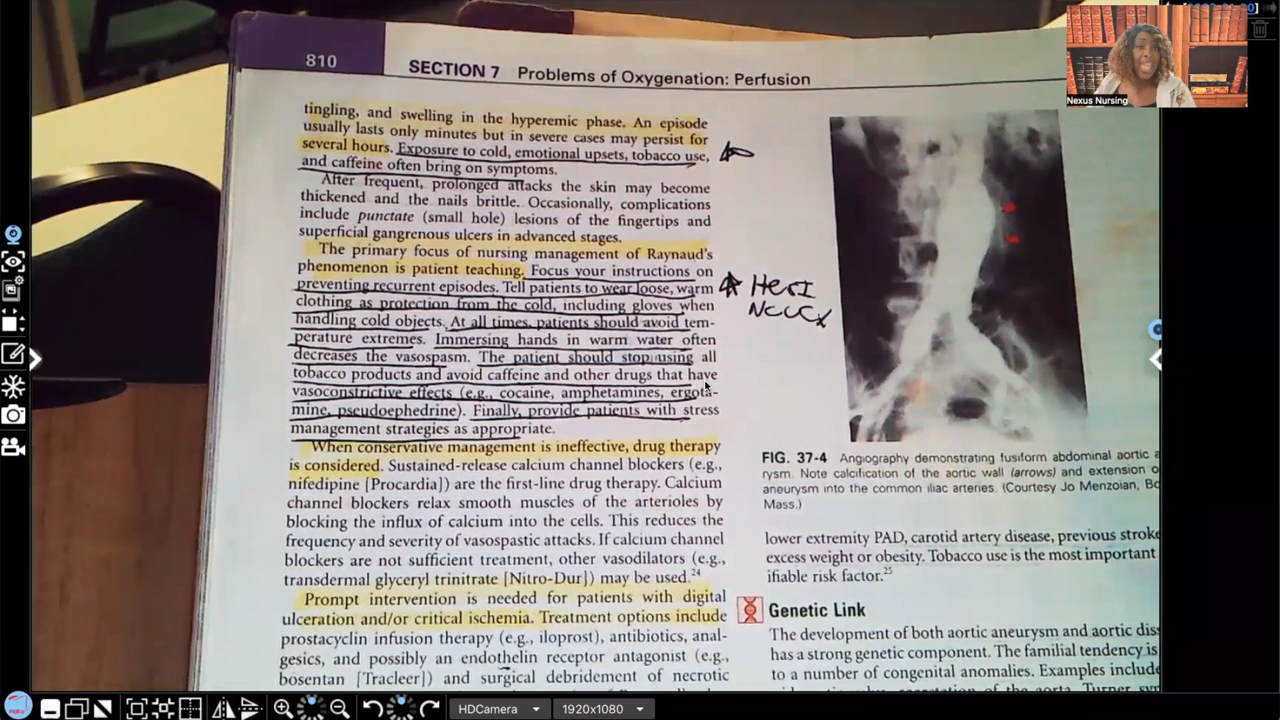 810
SECTION 7 Problems of Oxygenation: Perfusion
Nexus Nursing
tingling, and swelling in the hyperemic phase. An episode
usually lasts only minutes but in severe cases may persist for
several hours. Exposure to cold, emotional upsets, tobacco use,
and caffeine often bring on symptoms.
After frequent, prolonged attacks the skin may become
thickened and the nails brittle. Occasionally, complications
include punctate (small hole) lesions of the fingertips and
superficial gangrenous ulcers in advanced stages.
The primary focus of nursing management of Raynaud's
phenomenon is patient teaching. Focus your instructions on
preventing recurrent episodes. Tell patients to wear loose, warm
clothing as protection from the cold, including gloves when
handling cold objects. At all times, patients should avoid tem-
perature extremes. Immersing hands in warm water often
decreases the vasospasm. The patient should stop using all
tobacco products and avoid caffeine and other drugs that have
vasoconstrictive effects (e.g., cocaine, amphetamines, ergota-
mine, pseudoephedrine). Finally, provide patients with stress
management strategies as appropriate.
When conservative management is ineffective, drug therapy
is considered. Sustained-release calcium channel blockers (e.g.,
nifedipine [Procardia]) are the first-line drug therapy. Calcium
channel blockers relax smooth muscles of the arterioles by
blocking the influx of calcium into the cells. This reduces the
frequency and severity of vasospastic attacks. If calcium channel
blockers are not sufficient treatment, other vasodilators (e.g.,
transdermal glyceryl trinitrate [Nitro-Dur]) may be used.24
Prompt intervention is needed for patients with digital
ulceration and/or critical ischemia. Treatment options include
prostacyclin infusion therapy (e.g., iloprost), antibiotics, anal-
gesics, and possibly an endothelin receptor antagonist (e.g.,
bosentan [Tracleer]) and surgical debridement of necrotic
HESI
FIG. 37-4 Angiography demonstrating fusiform abdominal aortic a
rysm. Note calcification of the aortic wall (arrows) and extension o
aneurysm into the common iliac arteries. (Courtesy Jo Menzoian, Bo
Mass.)
lower extremity PAD, carotid artery disease, previous stroke
excess weight or obesity. Tobacco use is the most important
ifiable risk factor.25
Genetic Link
The development of both aortic aneurysm and aortic dis
has a strong genetic component. The familial tendency is
to a number of congenital anomalies. Examples include
HDCamera
1920x1080